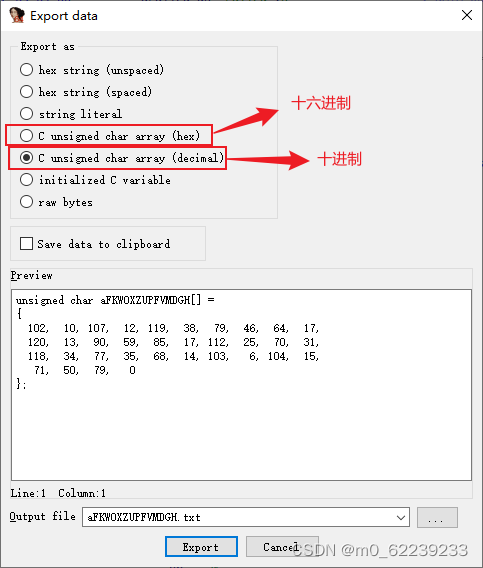 Export data
Export as
hex string (unspaced)
hex string (spaced)
string literal
C unsigned char array (hex)
十六进制
C unsigned char array (decimal)
十进制
initialized C variable
raw bytes
Save data to clipboard
Preview
unsigned char aFKWOXZUPFVMDGH[] =
{
102, 10, 107, 12, 119, 38, 79, 46, 64, 17,
120, 13, 90, 59, 85, 17, 112, 25, 70, 31,
118, 34, 77, 35, 68, 14, 103, 6, 104, 15,
71, 50, 79, 0
};
Line:1 Column:1
Output file aFKWOXZUPFVMDGH.txt ...
Export Cancel
CSDN @m0_62239233